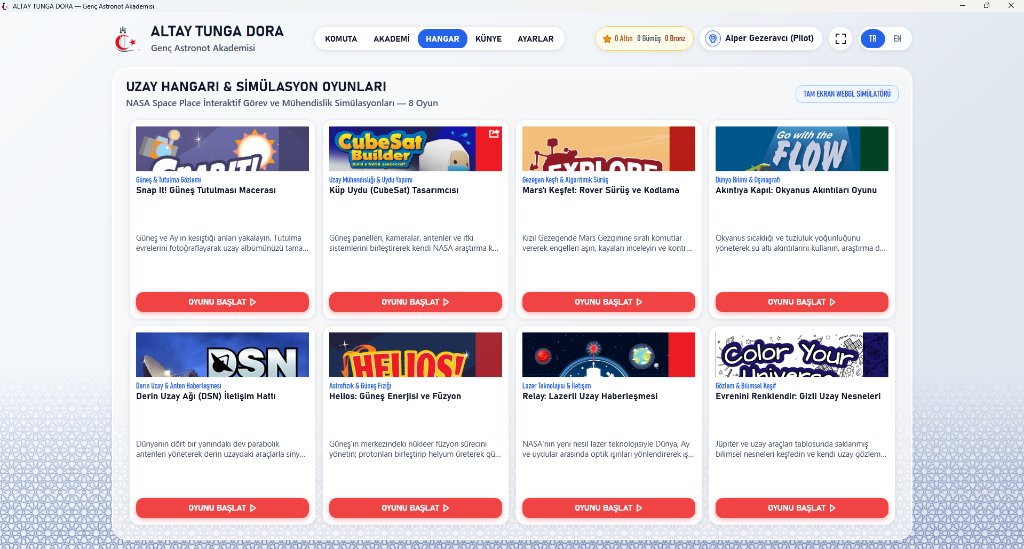 ALTAY TUNGA DORA — Genç Astronot Akademisi
ALTAY TUNGA DORA
Genç Astronot Akademisi
KOMUTA AKADEMİ HANGAR KÜNYE AYARLAR
0 Altın 0 Gümüş 0 Bronz
Alper Gezeravcı (Pilot)
TR EN
UZAY HANGARI & SİMÜLASYON OYUNLARI
NASA Space Place İnteraktif Görev ve Mühendislik Simülasyonları — 8 Oyun
TAM EKRAN WEBGL SİMÜLATÖRÜ
SNAP IT!
Güneş & Tutulma Gözlemi
Snap It! Güneş Tutulması Macerası
Güneş ve Ay'ın kesiştiği anları yakalayın. Tutulma
evrelerini fotoğraflayarak uzay albümünüzü tama...
OYUNU BAŞLAT
CubeSat
Builder
Build a NASA spacecraft!
Uzay Mühendisliği & Uydu Yapımı
Küp Uydu (CubeSat) Tasarımcısı
Güneş panelleri, kameralar, antenler ve itki
sistemlerini birleştirerek kendi NASA araştırma k...
OYUNU BAŞLAT
EXPLORE
Gezegen Keşfi & Algoritmik Sürüş
Mars'ı Keşfet: Rover Sürüş ve Kodlama
Kızıl Gezegende Mars Gezginine sıralı komutlar
vererek engelleri aşın, kayaları inceleyin ve kontr...
OYUNU BAŞLAT
Go with the
FLOW
Dünya Bilimi & Oşinografi
Akıntıya Kapıl: Okyanus Akıntıları Oyunu
Okyanus sıcaklığı ve tuzluluk yoğunluğunu
yöneterek su altı akıntılarını kullanın, araştırma d...
OYUNU BAŞLAT
DSN
Derin Uzay & Anten Haberleşmesi
Derin Uzay Ağı (DSN) İletişim Hattı
Dünyanın dört bir yanındaki dev parabolik
antenleri yöneterek derin uzaydaki araçlarla siny...
OYUNU BAŞLAT
HELIOS!
Astrofizik & Güneş Fiziği
Helios: Güneş Enerjisi ve Füzyon
Güneş'in merkezindeki nükleer füzyon sürecini
yönetin; protonları birleştirip helyum üreterek gü...
OYUNU BAŞLAT
Lazer Teknolojisi & İletişim
Relay: Lazerli Uzay Haberleşmesi
NASA'nın yeni nesil lazer teknolojisiyle Dünya, Ay
ve uydular arasında optik ışınları yönlendirerek ış...
OYUNU BAŞLAT
Color Your
Universe
Gözlem & Bilimsel Keşif
Evrenini Renklendir: Gizli Uzay Nesneleri
Jüpiter ve uzay araçları tablosunda saklanmış
bilimsel nesneleri keşfedin ve kendi uzay gözlem...
OYUNU BAŞLAT